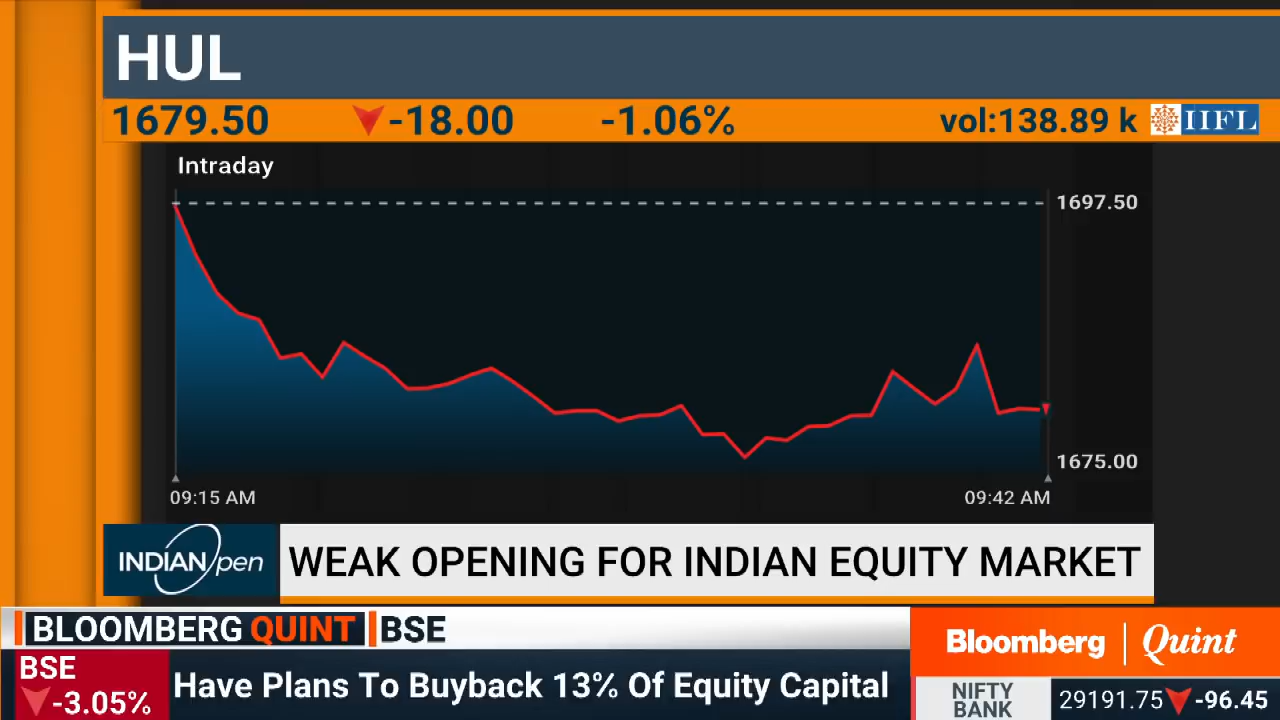 HUL
1679.50 -18.00 -1.06% vol:138.89 k IIFL
Intraday
1697.50
1675.00
09:15 AM 09:42 AM
INDIAN Open WEAK OPENING FOR INDIAN EQUITY MARKET
BLOOMBERG QUINT BSE
Bloomberg Quint
BSE
-3.05%
Have Plans To Buyback 13% Of Equity Capital
NIFTY
BANK
29191.75 -96.45